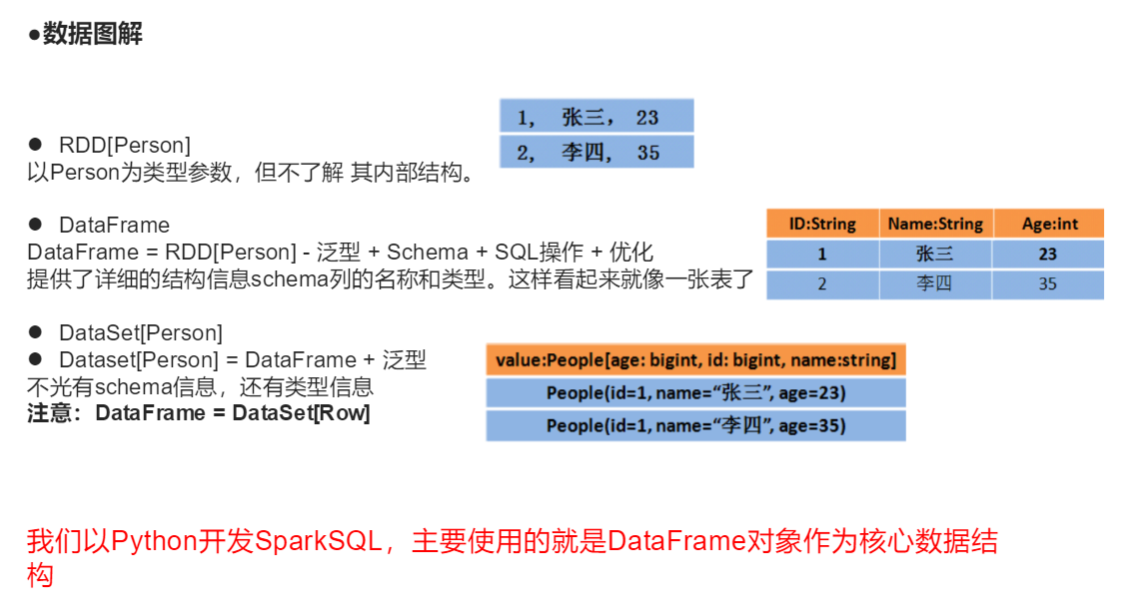 ●数据图解
1, 张三, 23
2, 李四, 35
● RDD[Person]
以Person为类型参数，但不了解 其内部结构。
● DataFrame
DataFrame = RDD[Person] - 泛型 + Schema + SQL操作 + 优化
提供了详细的结构信息schema列的名称和类型。这样看起来就像一张表了
ID:String Name:String Age:int
1 张三 23
2 李四 35
● DataSet[Person]
● Dataset[Person] = DataFrame + 泛型
不光有schema信息，还有类型信息
注意：DataFrame = DataSet[Row]
value:People[age: bigint, id: bigint, name:string]
People(id=1, name=“张三”, age=23)
People(id=1, name=“李四”, age=35)
我们以Python开发SparkSQL，主要使用的就是DataFrame对象作为核心数据结
构